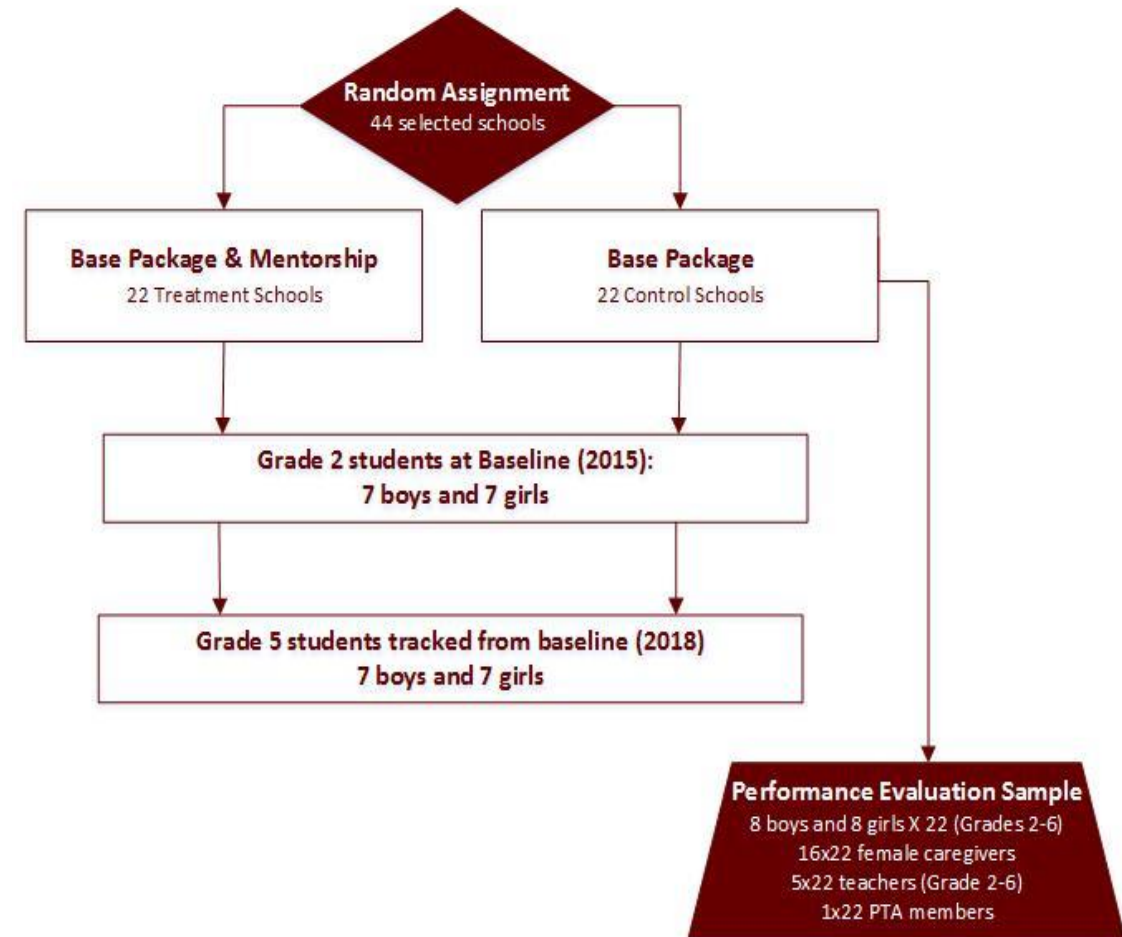 Random Assignment
44 selected schools
Base Package & Mentorship
22 Treatment Schools
Base Package
22 Control Schools
Grade 2 students at Baseline (2015):
7 boys and 7 girls
Grade 5 students tracked from baseline (2018)
7 boys and 7 girls
Performance Evaluation Sample
8 boys and 8 girls X 22 (Grades 2-6)
16x22 female caregivers
5x22 teachers (Grade 2-6)
1x22 PTA members